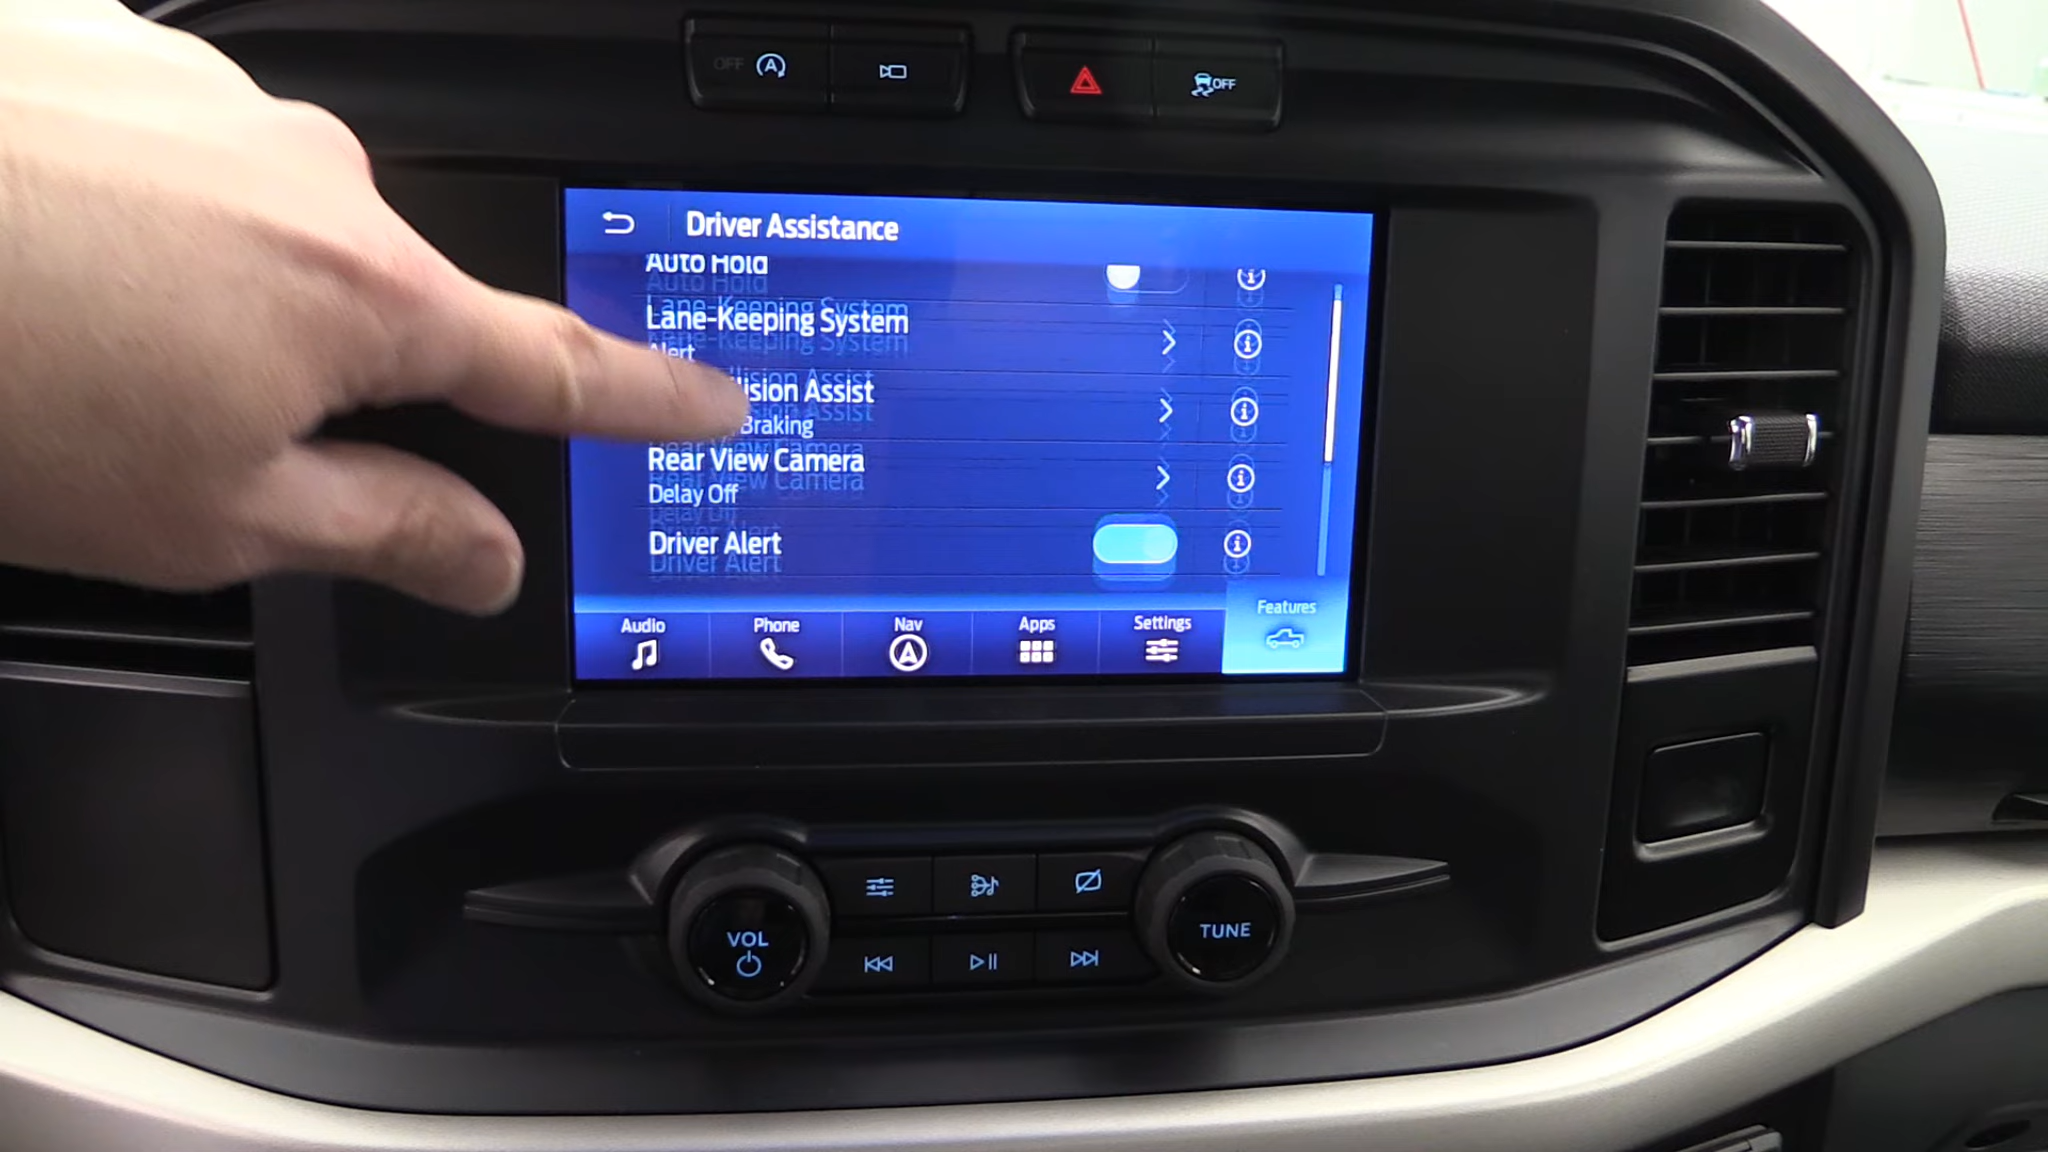 OFF A
OFF
Driver Assistance
Auto Hold
Lane-Keeping System
Alert
Assist
Braking
Rear View Camera
Delay Off
Driver Alert
Audio
Phone
Nav
Apps
Settings
Features
VOL
TUNE